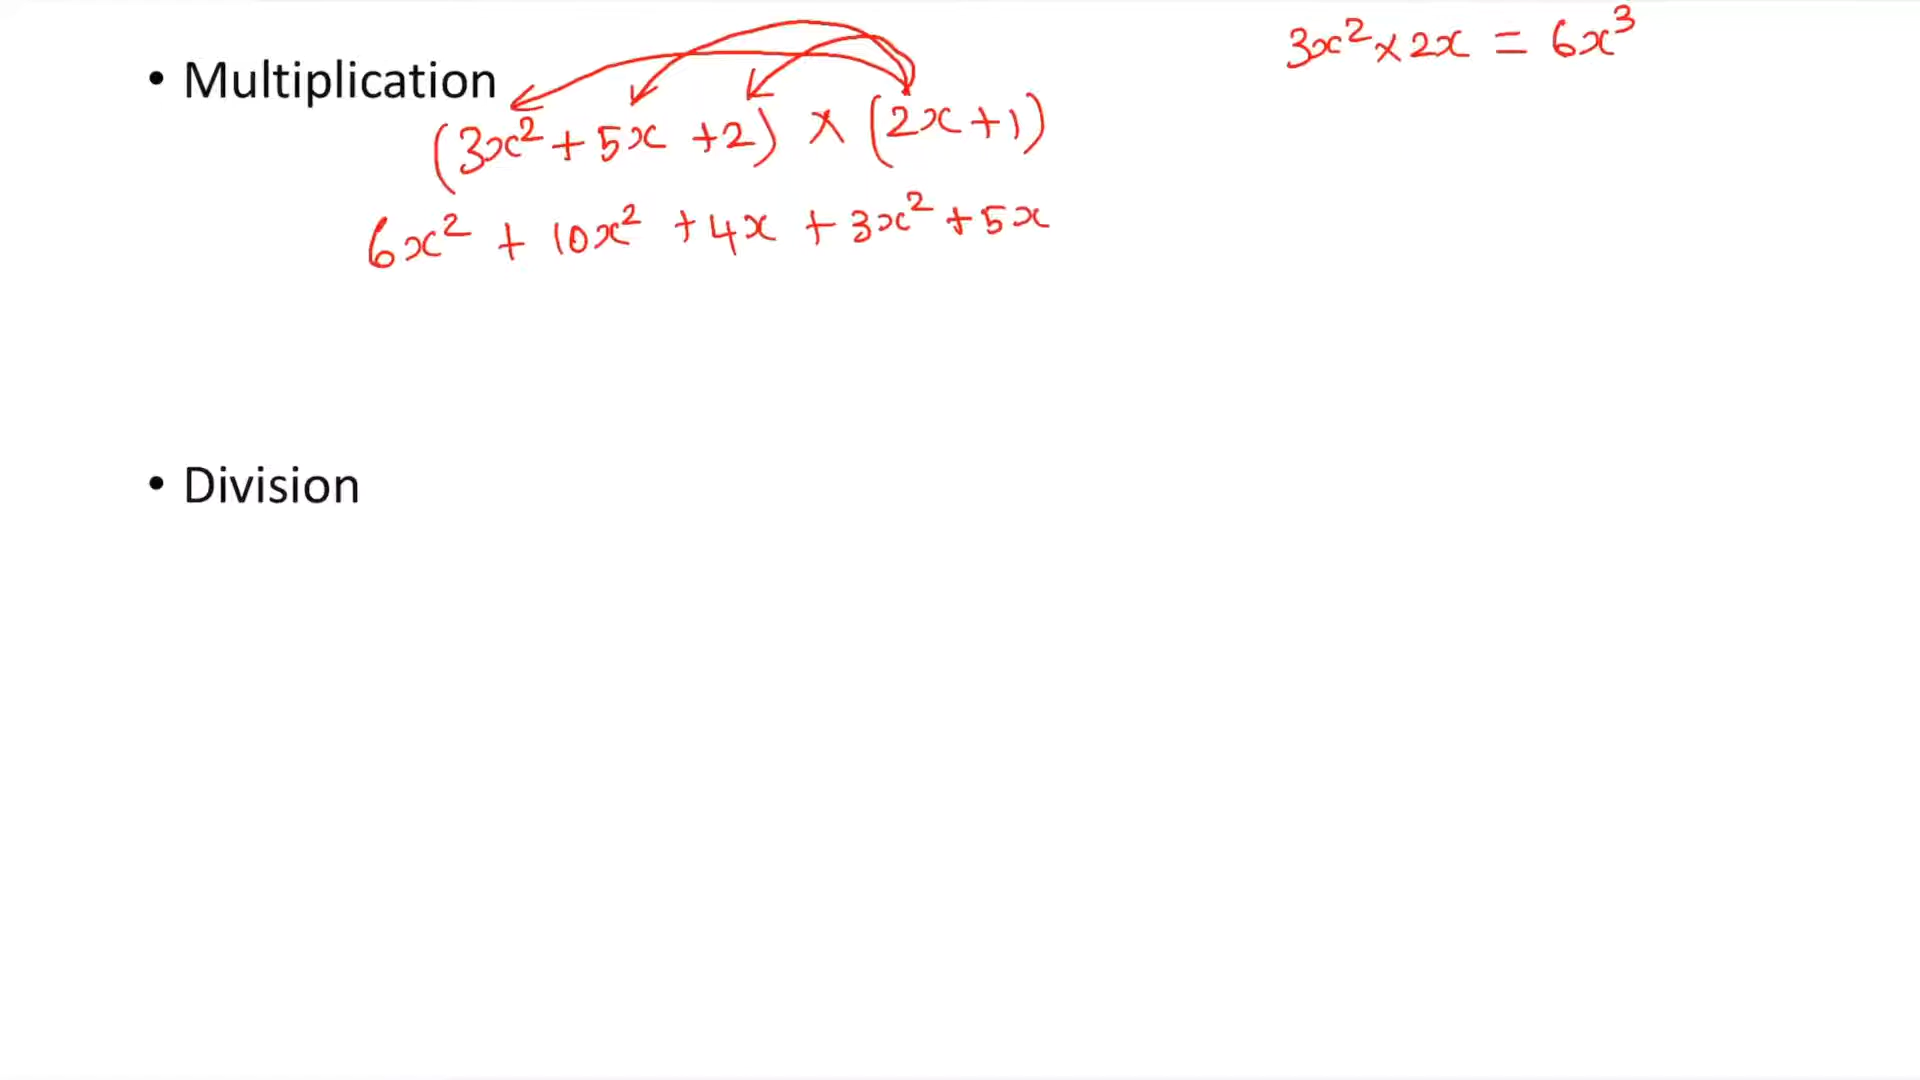 3x² × 2x = 6x³
• Multiplication
(3x² + 5x + 2) × (2x + 1)
6x² + 10x² + 4x + 3x² + 5x
• Division